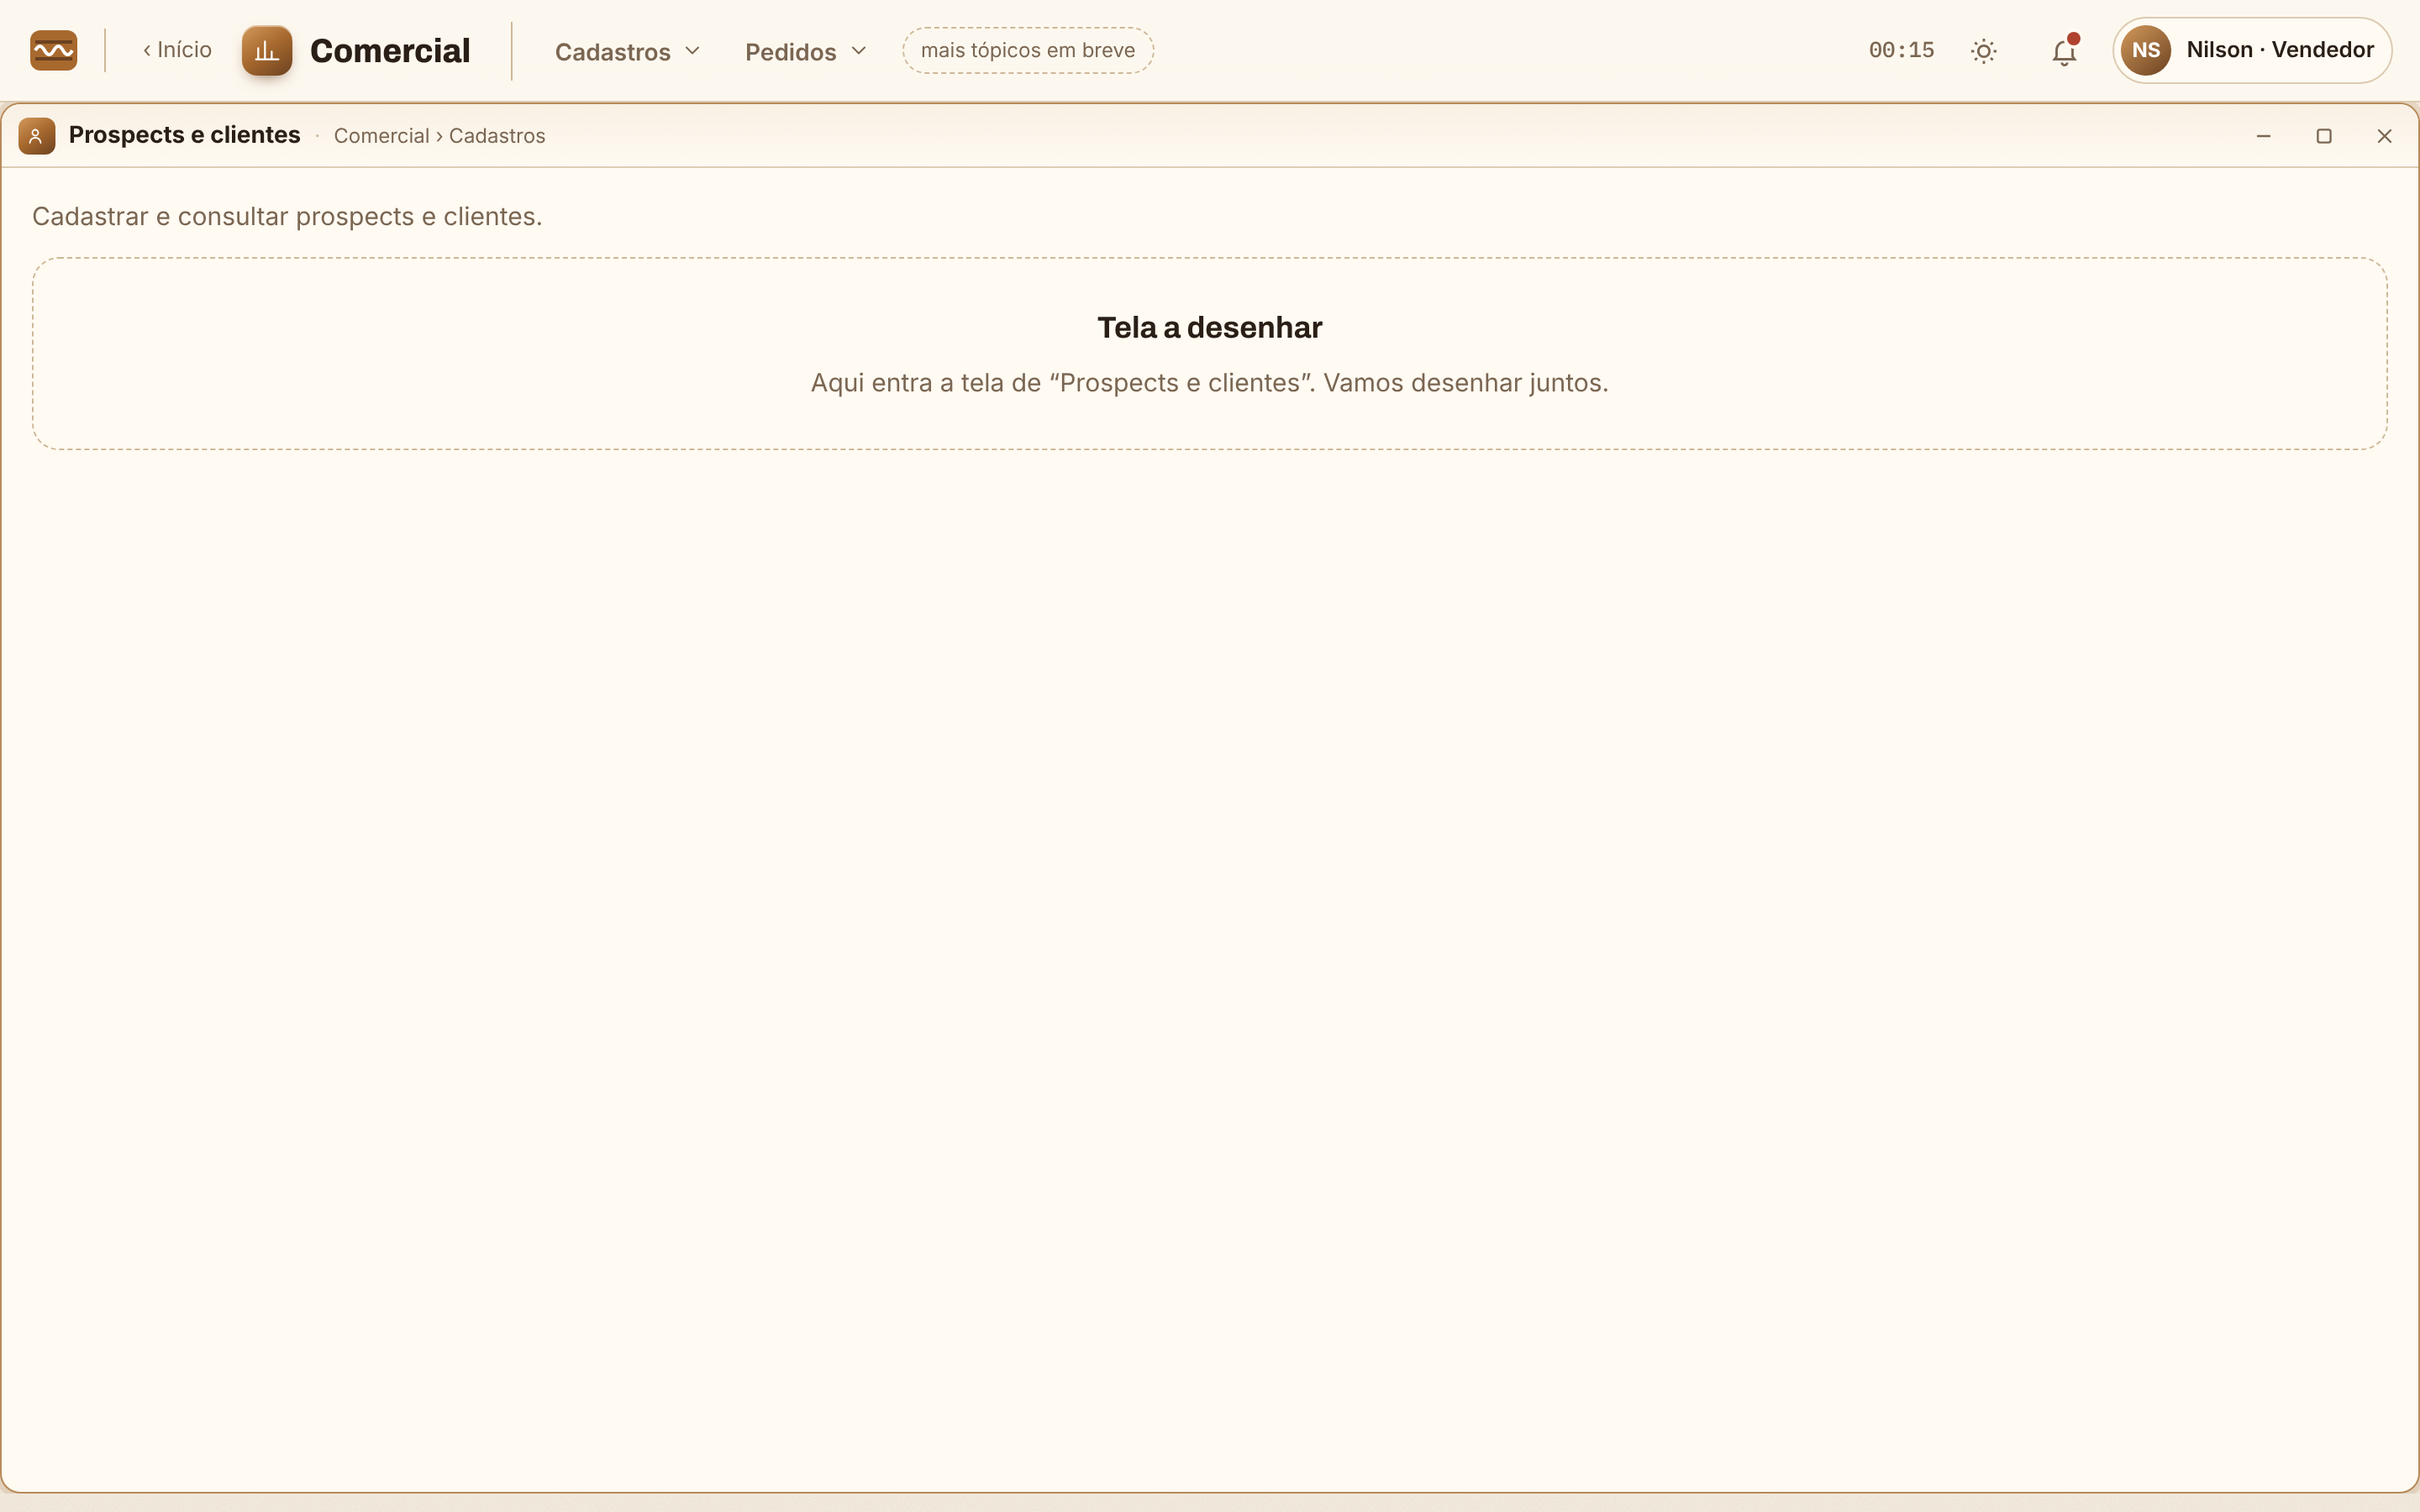 ‹ Início
Comercial
Cadastros
Pedidos
mais tópicos em breve
00:15
NS
Nilson · Vendedor
Prospects e clientes · Comercial › Cadastros
Cadastrar e consultar prospects e clientes.
Tela a desenhar
Aqui entra a tela de “Prospects e clientes”. Vamos desenhar juntos.